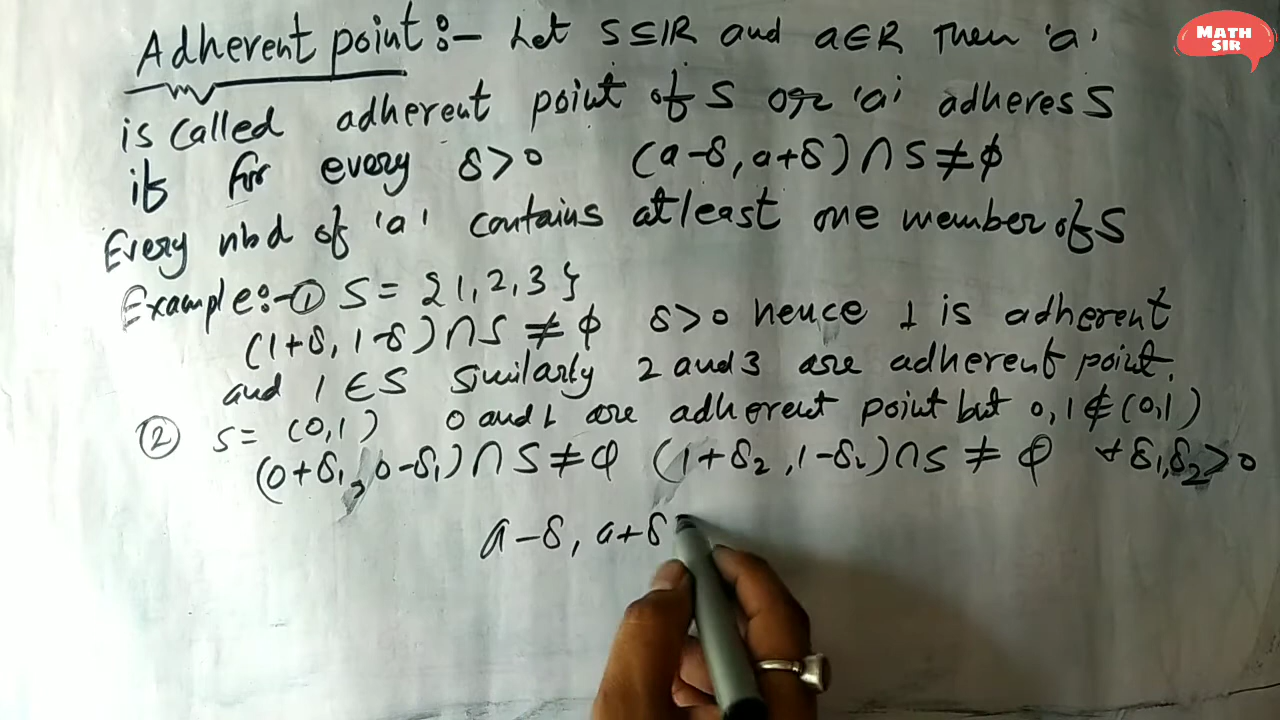 Adherent point :- Let S⊆IR and a∈R Then 'a'
is called adherent point of S or 'a' adheres S
if for every δ>0 (a-δ, a+δ)∩S≠φ
Every nbd of 'a' contains atleast one member of S
Example:-① S = {1,2,3}
(1+δ, 1-δ)∩S ≠ φ δ>0 hence 1 is adherent
and 1∈S Similarly 2 and 3 are adherent point.
② S= (0,1) 0 and 1 are adherent point but 0,1∉(0,1)
(0+δ₁, 0-δ₁)∩S≠φ (1+δ₂, 1-δ₂)∩S ≠ φ ∀δ₁,δ₂>0
a-δ, a+δ
MATH
SIR